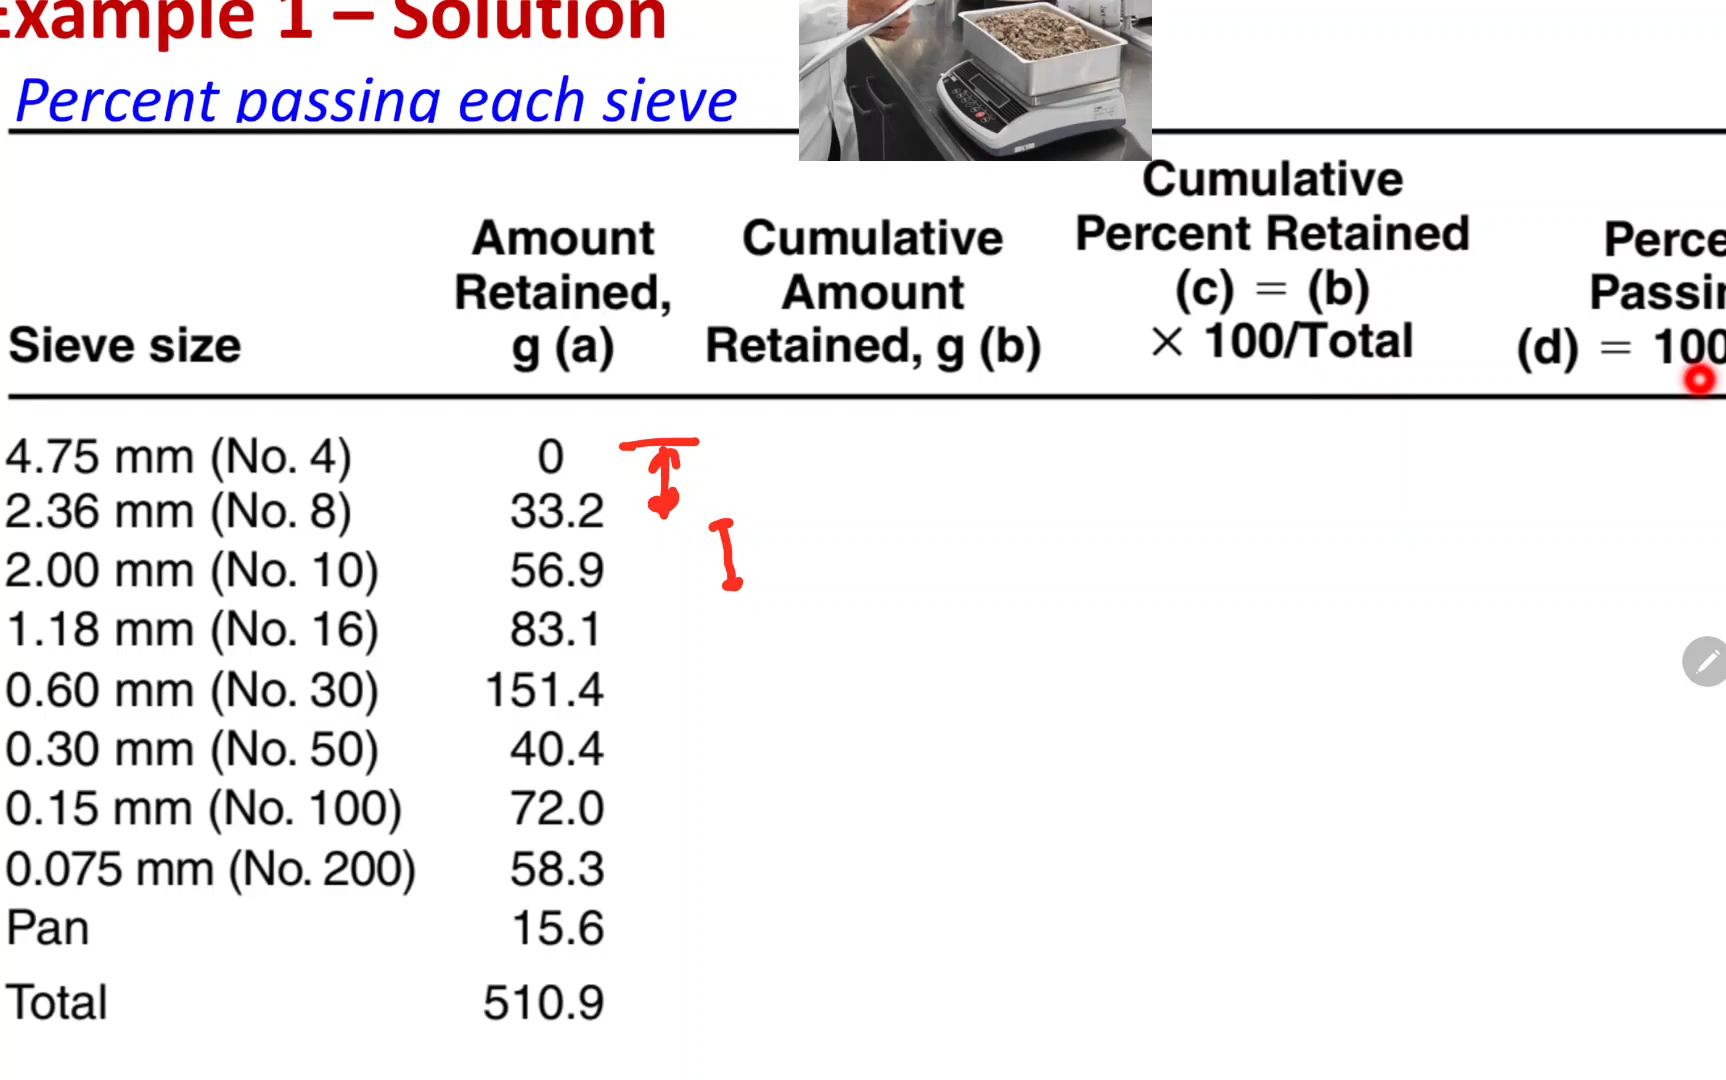 Example 1 – Solution
Percent passing each sieve
Sieve size
Amount
Retained,
g (a)
Cumulative
Amount
Retained, g (b)
Cumulative
Percent Retained
(c) = (b)
× 100/Total
Perce
Passi
(d) = 100
4.75 mm (No. 4) 0
2.36 mm (No. 8) 33.2
2.00 mm (No. 10) 56.9
1.18 mm (No. 16) 83.1
0.60 mm (No. 30) 151.4
0.30 mm (No. 50) 40.4
0.15 mm (No. 100) 72.0
0.075 mm (No. 200) 58.3
Pan 15.6
Total 510.9